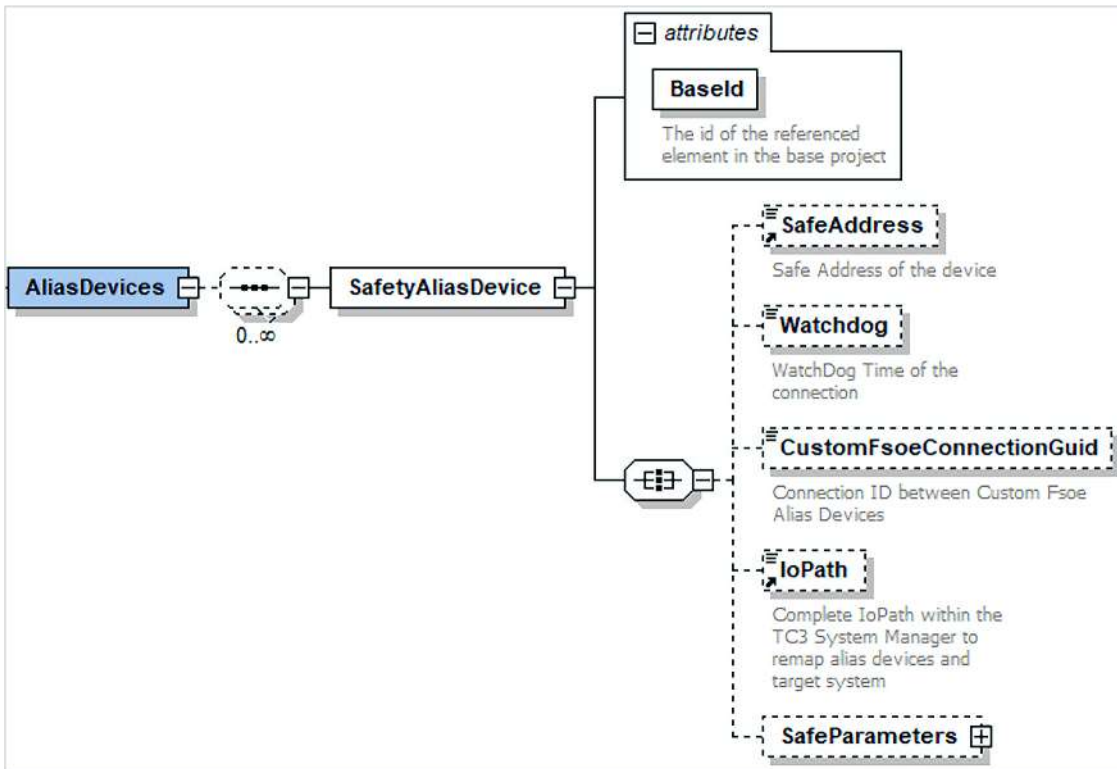 attributes
BaseId
The id of the referenced
element in the base project
AliasDevices
0..∞
SafetyAliasDevice
SafeAddress
Safe Address of the device
Watchdog
WatchDog Time of the
connection
CustomFsoeConnectionGuid
Connection ID between Custom Fsoe
Alias Devices
IoPath
Complete IoPath within the
TC3 System Manager to
remap alias devices and
target system
SafeParameters